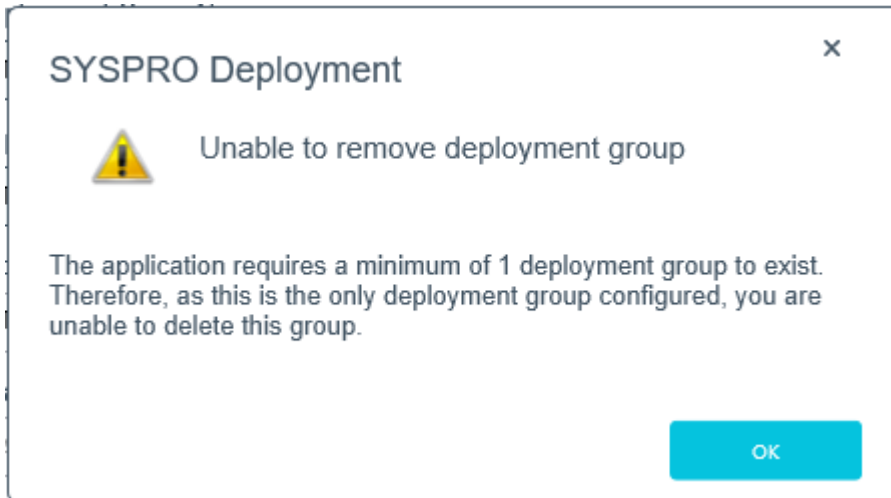 SYSPRO Deployment
Unable to remove deployment group
The application requires a minimum of 1 deployment group to exist.
Therefore, as this is the only deployment group configured, you are
unable to delete this group.
OK